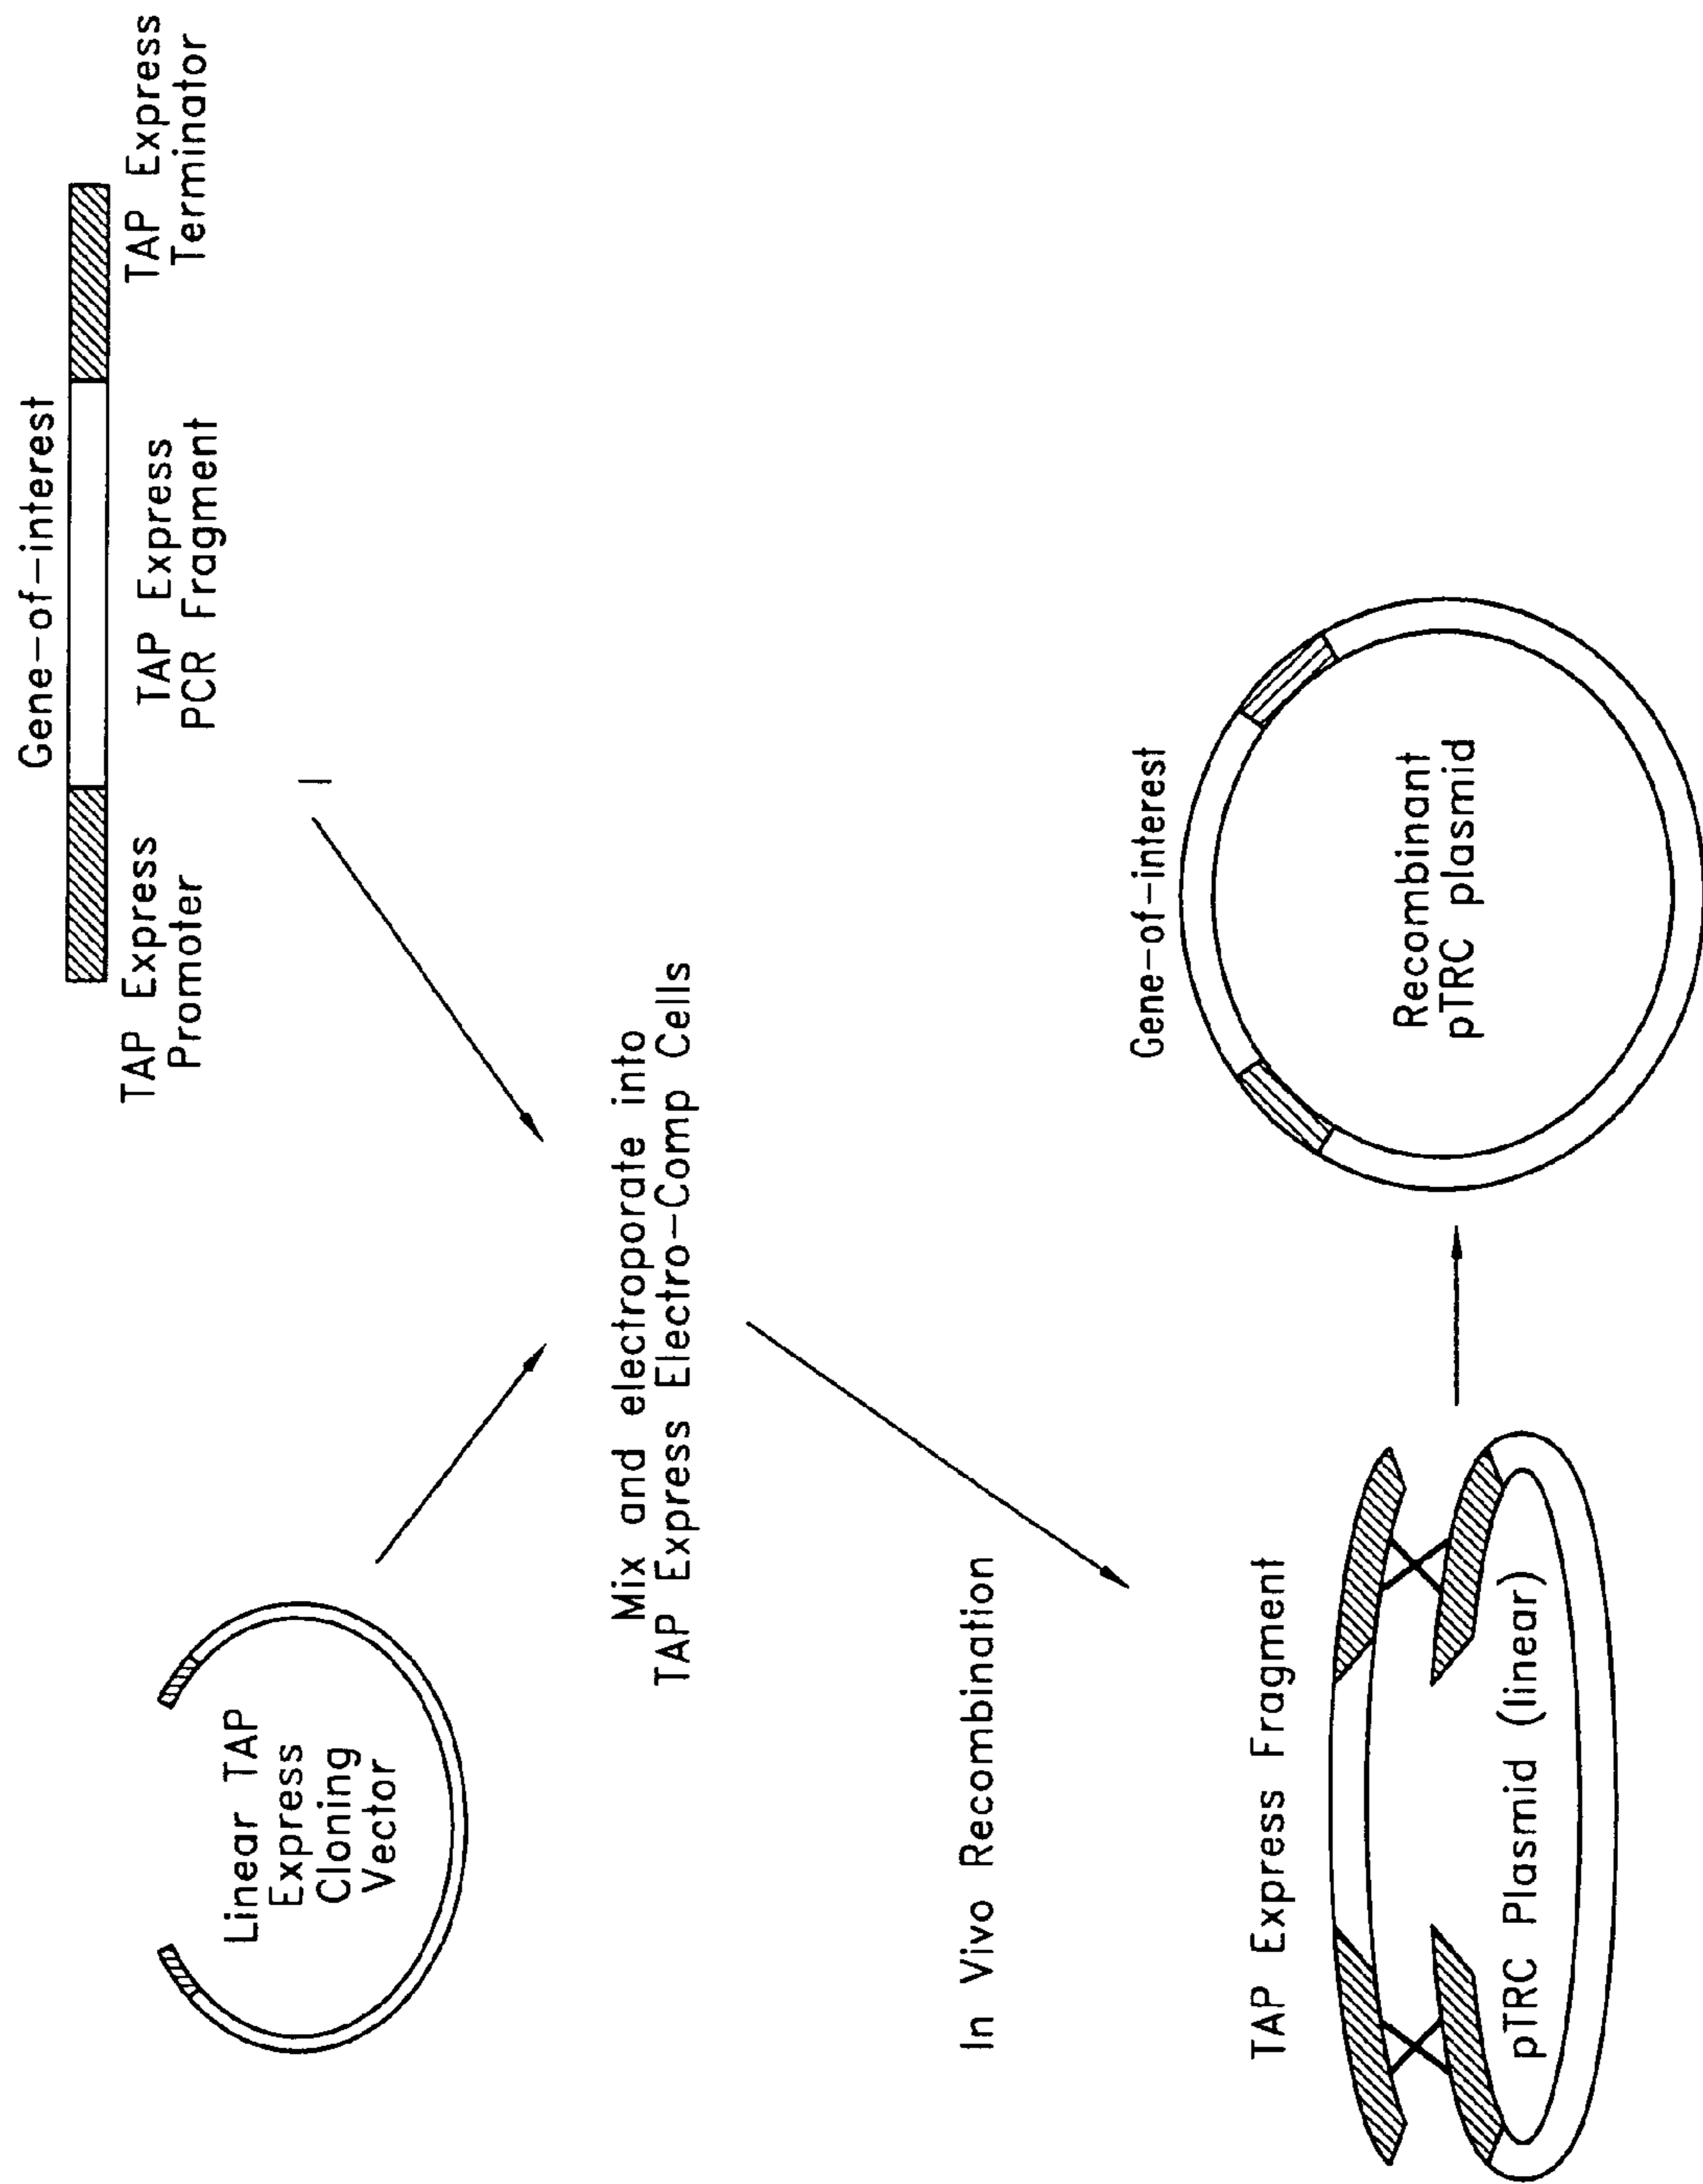 Gene-of-interest
TAP Express
Promoter
TAP Express
PCR Fragment
TAP Express
Terminator
Linear TAP
Express
Cloning
Vector
Mix and electroporate into
TAP Express Electro-Comp Cells
In Vivo Recombination
TAP Express Fragment
pTRC Plasmid (linear)
Gene-of-interest
Recombinant
pTRC plasmid